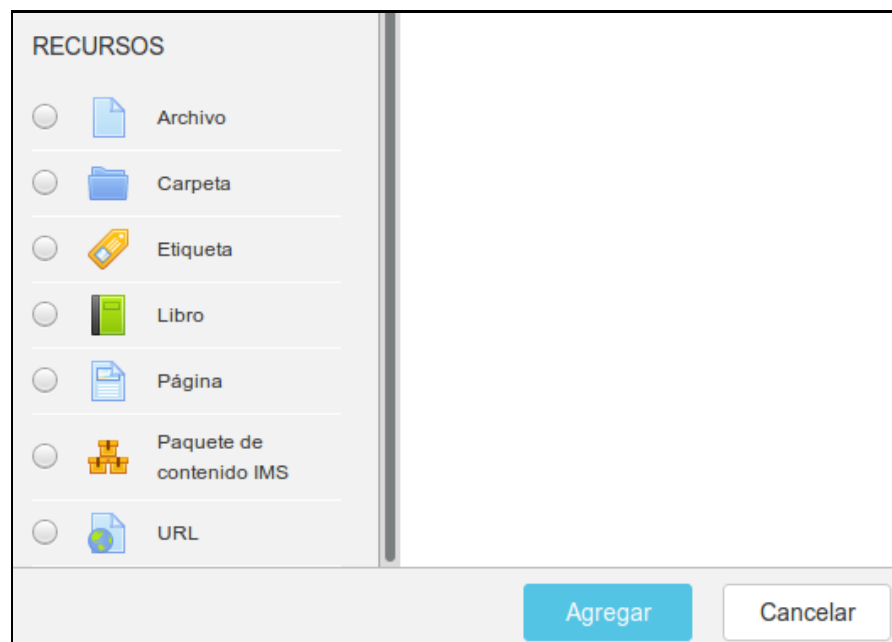 RECURSOS
Archivo
Carpeta
Etiqueta
Libro
Página
Paquete de
contenido IMS
URL
Agregar
Cancelar